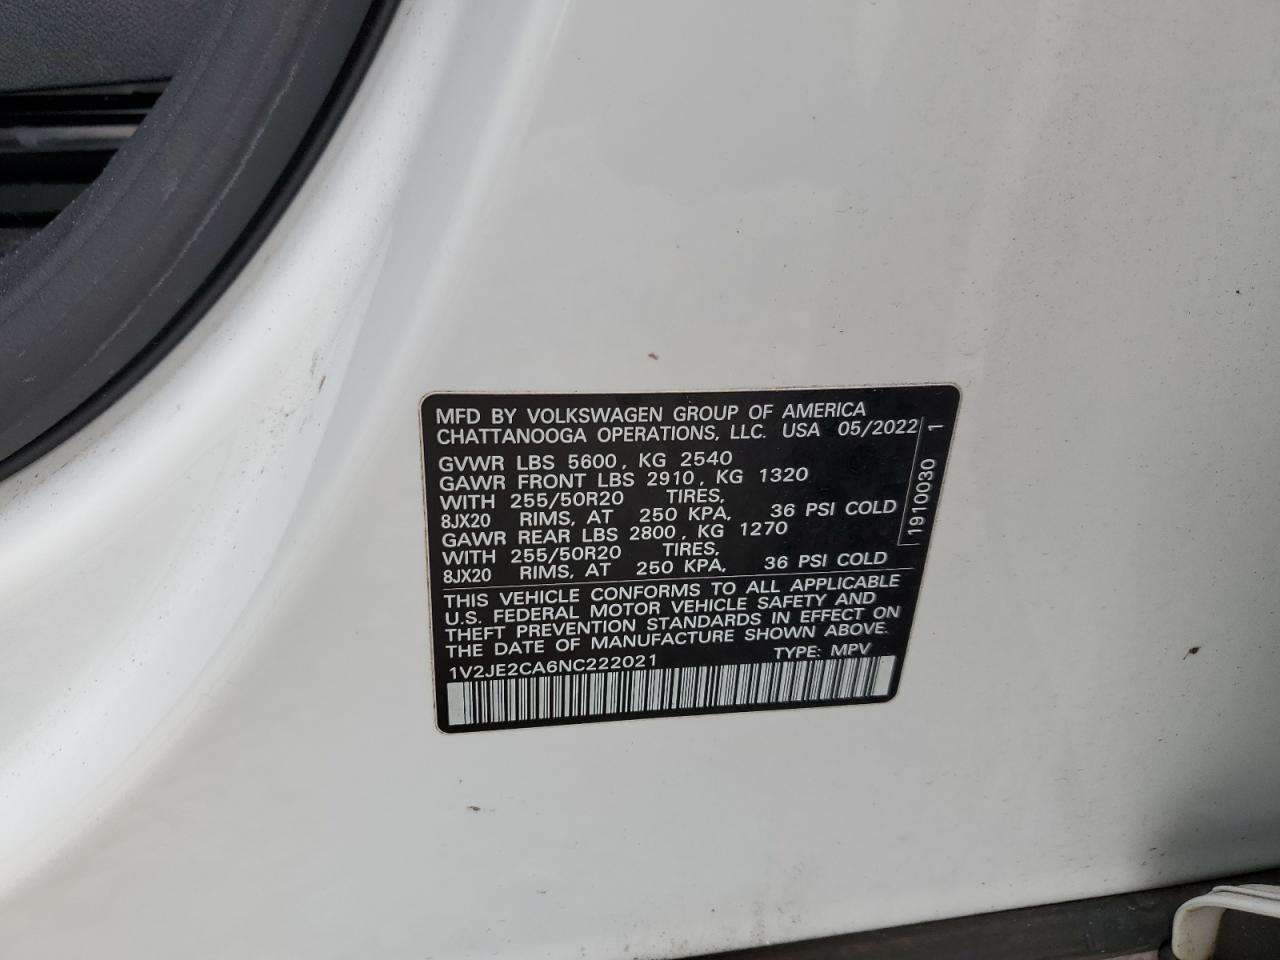 MFD BY VOLKSWAGEN GROUP OF AMERICA
CHATTANOOGA OPERATIONS, LLC. USA 05/2022
GVWR LBS 5600, KG 2540
GAWR FRONT LBS 2910, KG 1320
WITH 255/50R20 TIRES,
8JX20 RIMS, AT 250 KPA, 36 PSI COLD
GAWR REAR LBS 2800, KG 1270
WITH 255/50R20 TIRES,
8JX20 RIMS, AT 250 KPA, 36 PSI COLD
1910030 1
THIS VEHICLE CONFORMS TO ALL APPLICABLE
U.S. FEDERAL MOTOR VEHICLE SAFETY AND
THEFT PREVENTION STANDARDS IN EFFECT ON
THE DATE OF MANUFACTURE SHOWN ABOVE.
1V2JE2CA6NC222021 TYPE: MPV